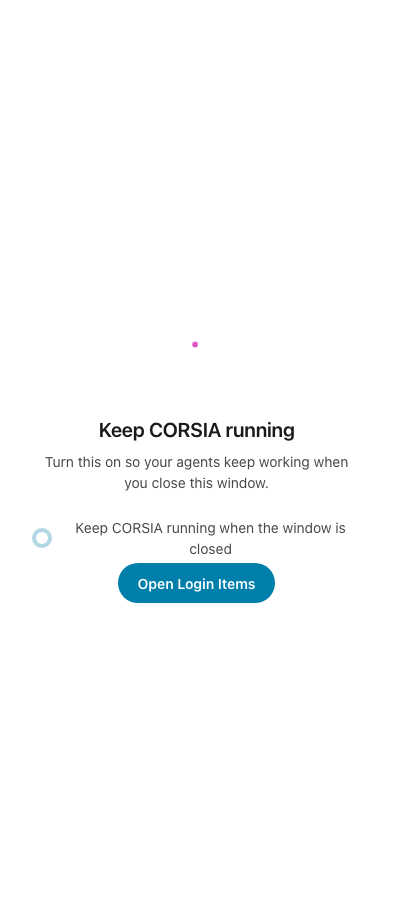 Keep CORSIA running
Turn this on so your agents keep working when
you close this window.
Keep CORSIA running when the window is
closed
Open Login Items